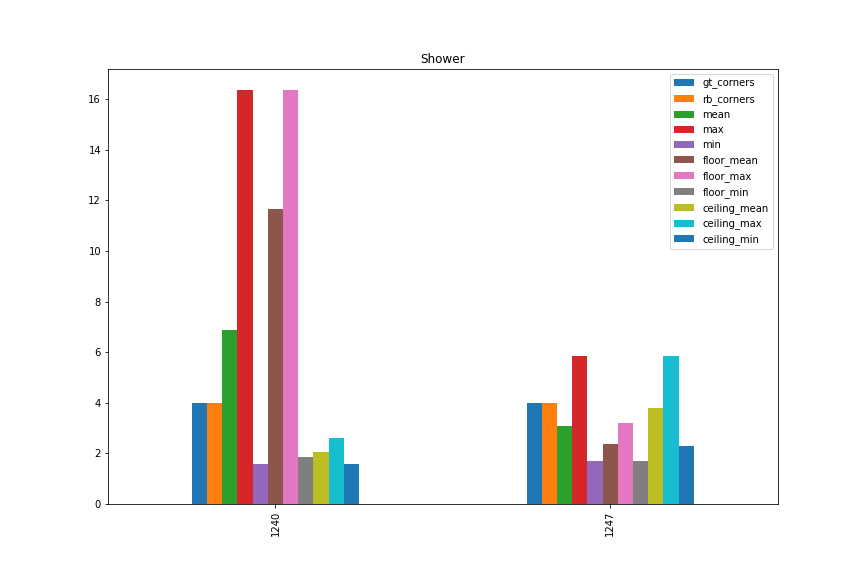 Shower
gt_corners
rb_corners
mean
max
min
floor_mean
floor_max
floor_min
ceiling_mean
ceiling_max
ceiling_min
16
14
12
10
8
6
4
2
0
1240
1247